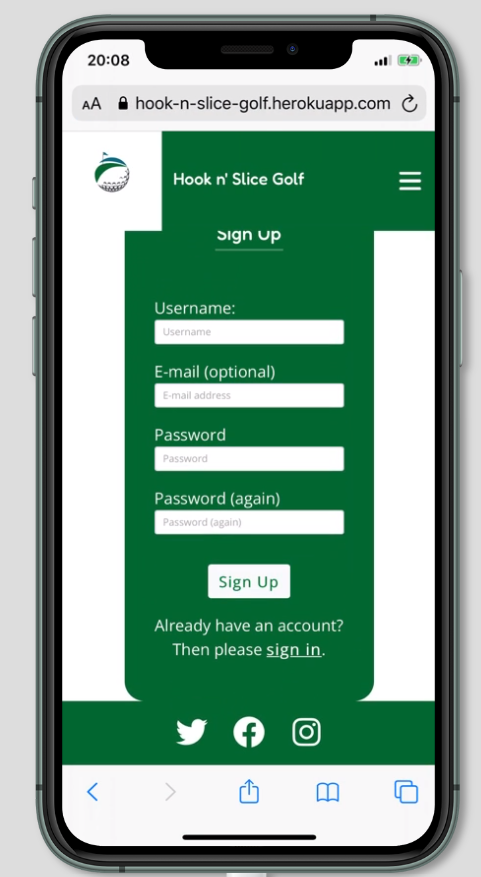 20:08
AA hook-n-slice-golf.herokuapp.com
Hook n' Slice Golf
Sign Up
Username:
Username
E-mail (optional)
E-mail address
Password
Password
Password (again)
Password (again)
Sign Up
Already have an account?
Then please sign in.